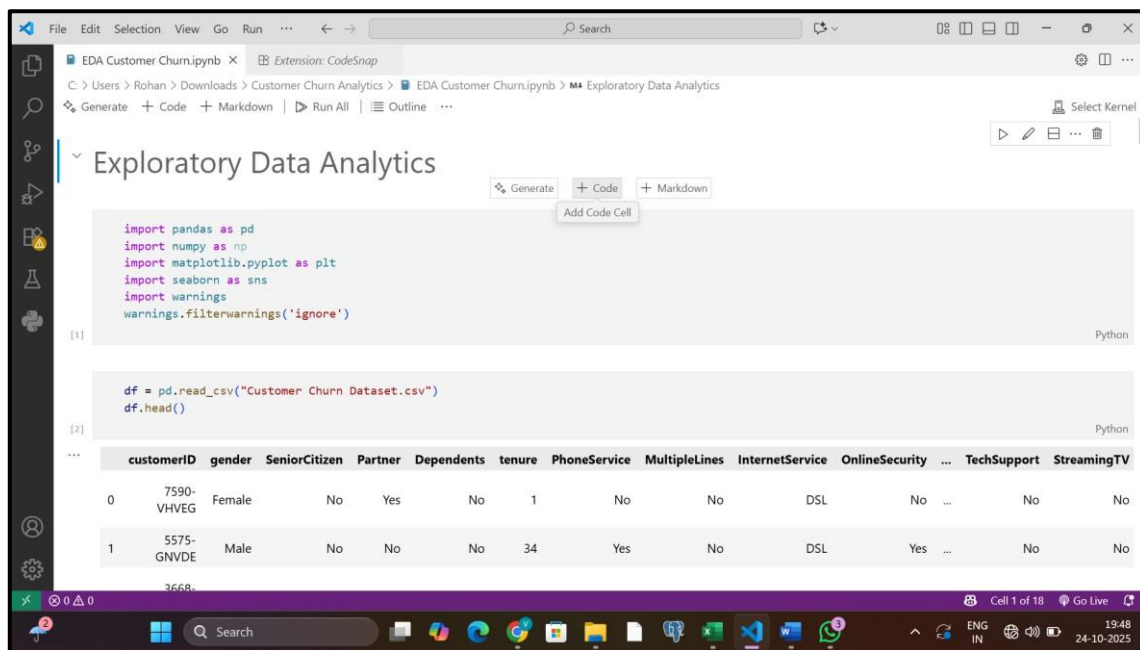 File Edit Selection View Go Run ... Search
EDA Customer Churn.ipynb Extension: CodeSnap
C: > Users > Rohan > Downloads > Customer Churn Analytics > EDA Customer Churn.ipynb > M↓ Exploratory Data Analytics
Generate + Code + Markdown | Run All | Outline ... Select Kernel
Exploratory Data Analytics
Generate + Code + Markdown
Add Code Cell
import pandas as pd
import numpy as np
import matplotlib.pyplot as plt
import seaborn as sns
import warnings
warnings.filterwarnings('ignore')
[1] Python
df = pd.read_csv("Customer Churn Dataset.csv")
df.head()
[2] Python
... customerID gender SeniorCitizen Partner Dependents tenure PhoneService MultipleLines InternetService OnlineSecurity ... TechSupport StreamingTV
0 7590-VHVEG Female No Yes No 1 No No DSL No ... No No
1 5575-GNVDE Male No No No 34 Yes No DSL Yes ... No No
3668-
0 0 Cell 1 of 18 Go Live
2 Search 3 ENG IN 19:48
24-10-2025